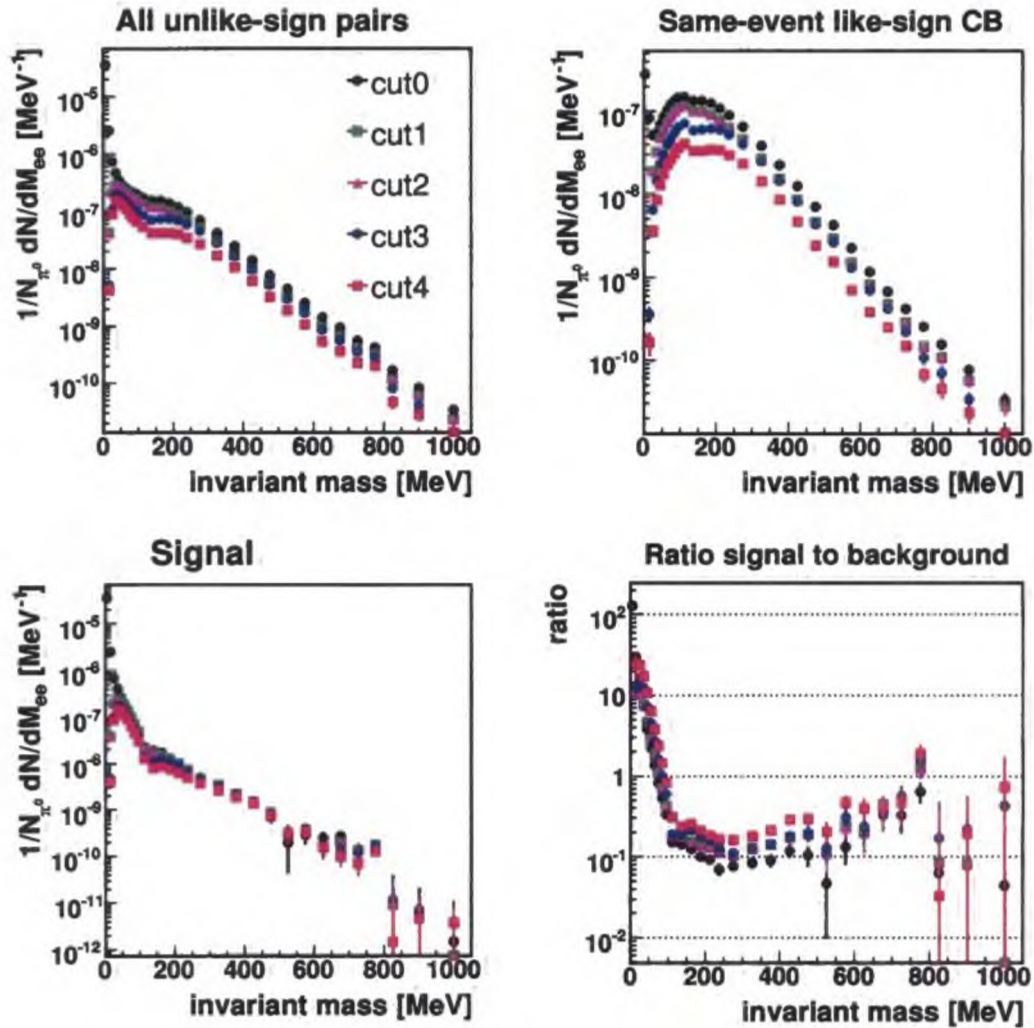 All unlike-sign pairs
1/N_π⁰ dN/dM_ee [MeV⁻¹]
10⁻⁵
10⁻⁶
10⁻⁷
10⁻⁸
10⁻⁹
10⁻¹⁰
cut0
cut1
cut2
cut3
cut4
0 200 400 600 800 1000
invariant mass [MeV]
Same-event like-sign CB
1/N_π⁰ dN/dM_ee [MeV⁻¹]
10⁻⁷
10⁻⁸
10⁻⁹
10⁻¹⁰
0 200 400 600 800 1000
invariant mass [MeV]
Signal
1/N_π⁰ dN/dM_ee [MeV⁻¹]
10⁻⁵
10⁻⁶
10⁻⁷
10⁻⁸
10⁻⁹
10⁻¹⁰
10⁻¹¹
10⁻¹²
0 200 400 600 800 1000
invariant mass [MeV]
Ratio signal to background
ratio
10²
10
1
10⁻¹
10⁻²
0 200 400 600 800 1000
invariant mass [MeV]